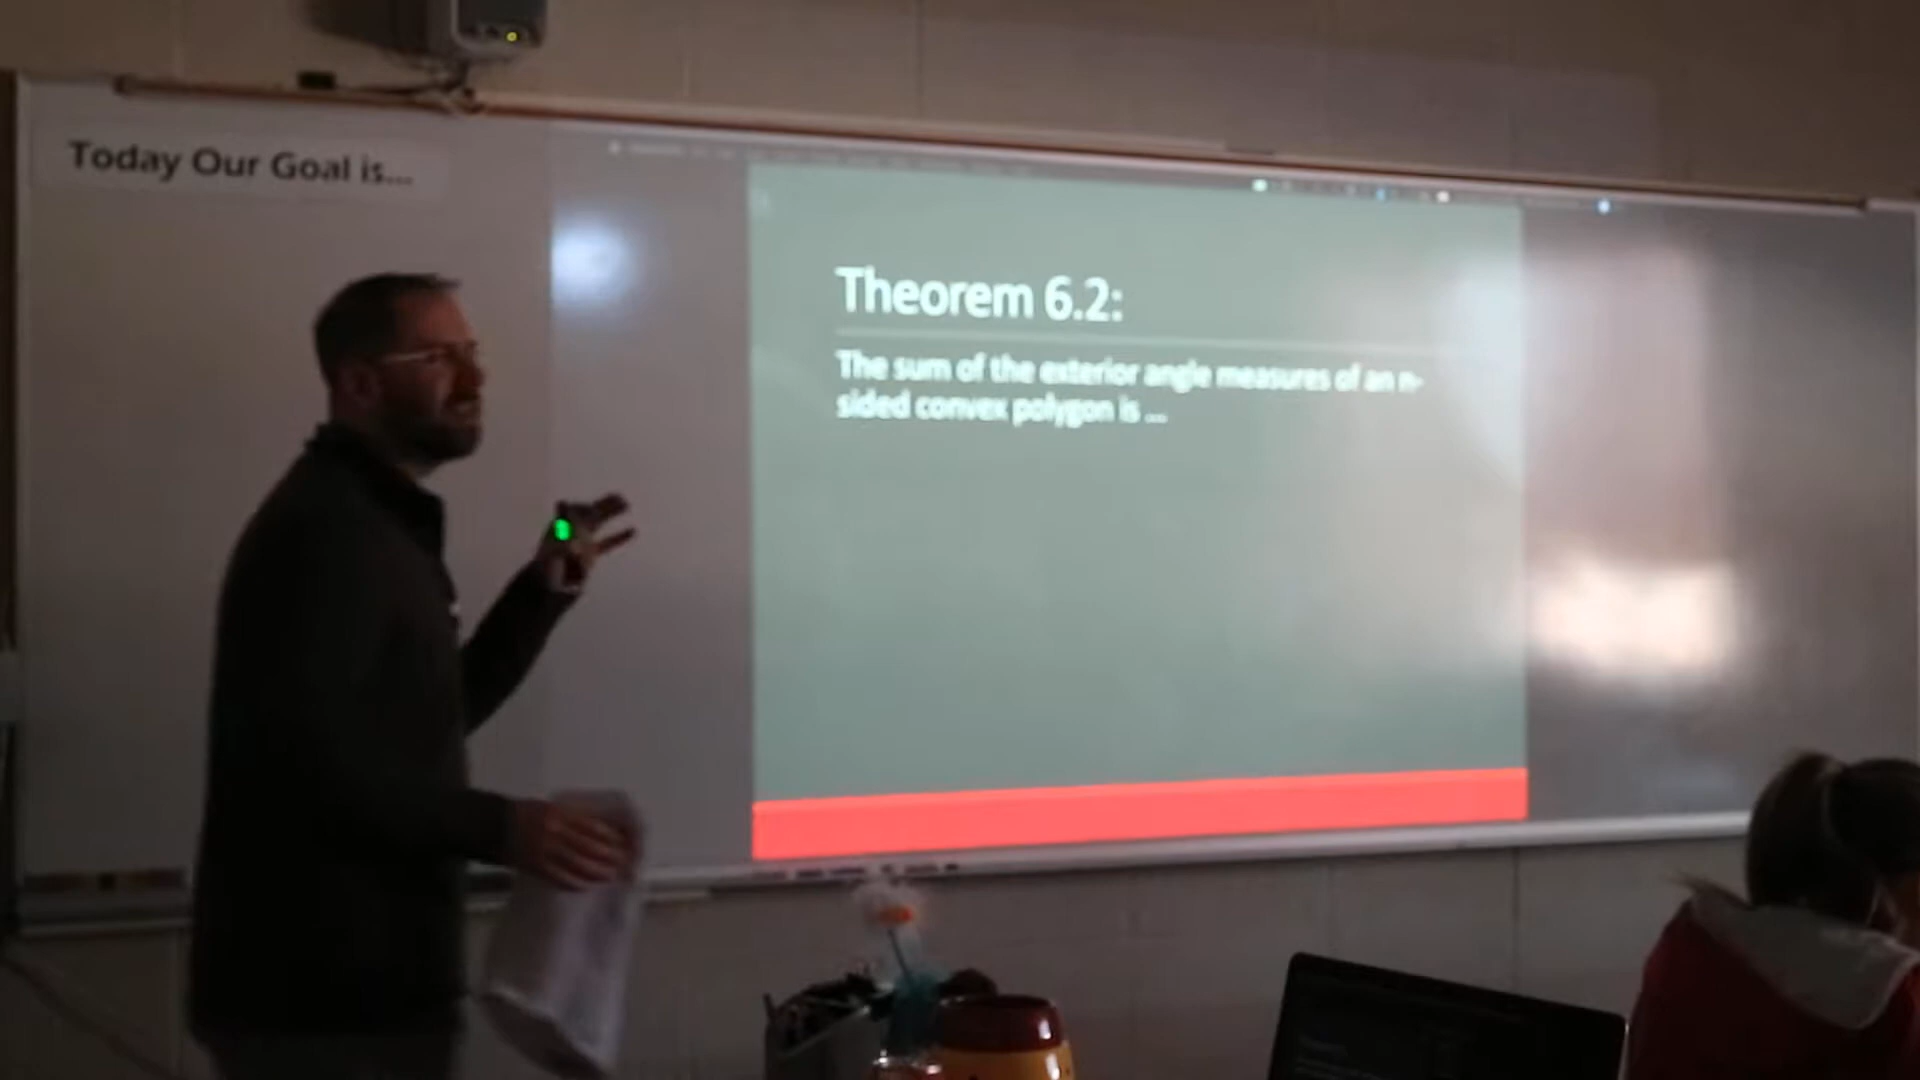 Today Our Goal is...
Theorem 6.2:
The sum of the exterior angle measures of an n-
sided convex polygon is ...